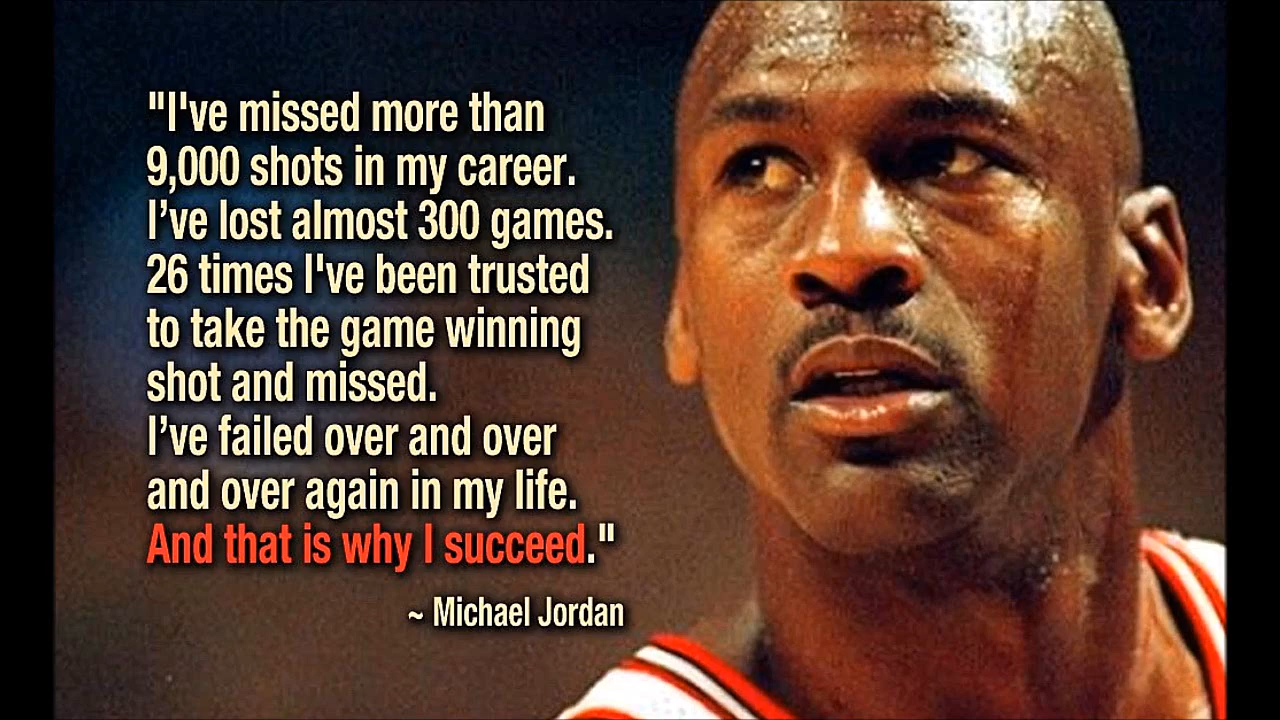 "I've missed more than
9,000 shots in my career.
I’ve lost almost 300 games.
26 times I've been trusted
to take the game winning
shot and missed.
I’ve failed over and over
and over again in my life.
And that is why I succeed."
~ Michael Jordan